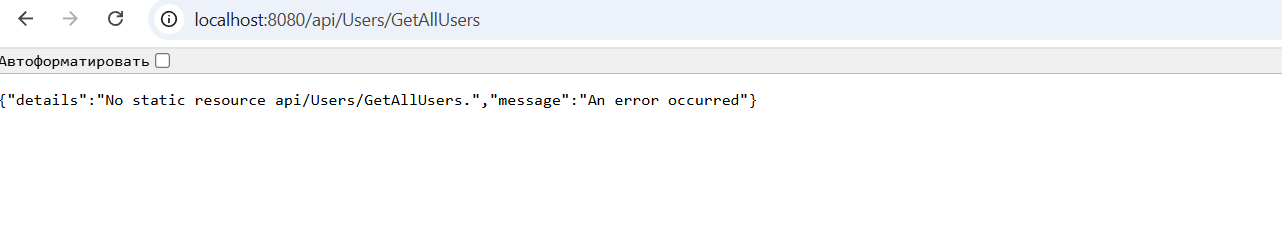 localhost:8080/api/Users/GetAllUsers
Автоформатировать
{"details":"No static resource api/Users/GetAllUsers.","message":"An error occurred"}